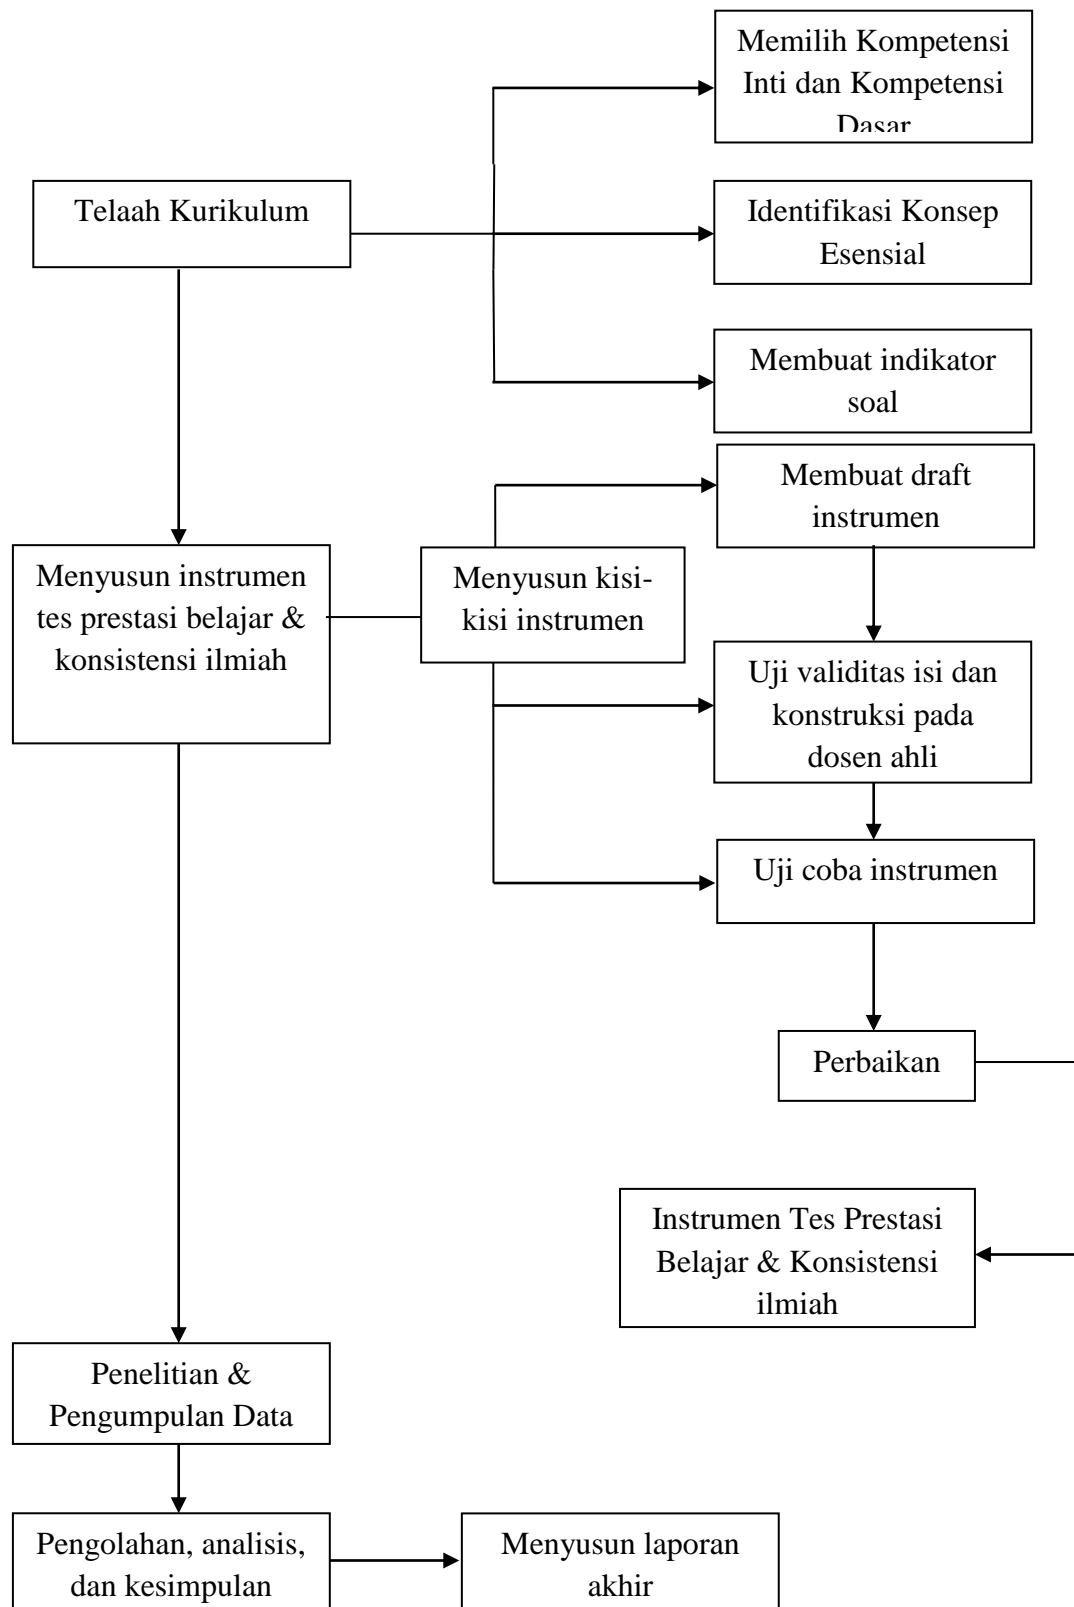 Memilih Kompetensi
Inti dan Kompetensi
Dasar
Telaah Kurikulum
Identifikasi Konsep
Esensial
Membuat indikator
soal
Membuat draft
instrumen
Menyusun instrumen
tes prestasi belajar &
konsistensi ilmiah
Menyusun kisi-
kisi instrumen
Uji validitas isi dan
konstruksi pada
dosen ahli
Uji coba instrumen
Perbaikan
Instrumen Tes Prestasi
Belajar & Konsistensi
ilmiah
Penelitian &
Pengumpulan Data
Pengolahan, analisis,
dan kesimpulan
Menyusun laporan
akhir